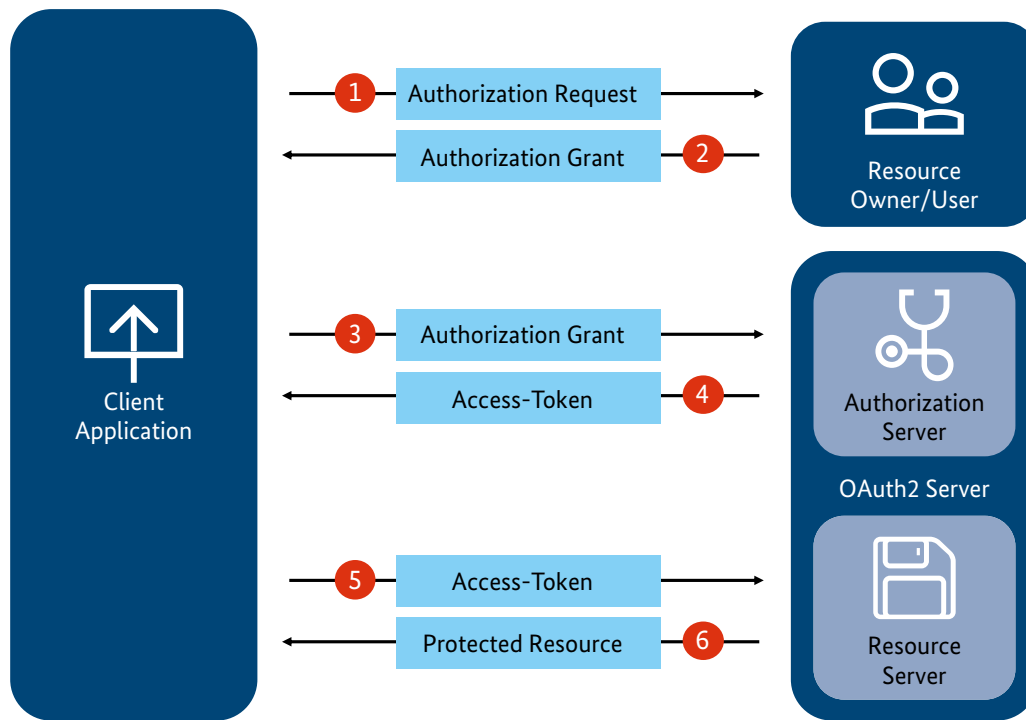 1
Authorization Request
Authorization Grant
2
Resource
Owner/User
3
Authorization Grant
Access-Token
4
Client
Application
Authorization
Server
OAuth2 Server
5
Access-Token
Protected Resource
6
Resource
Server